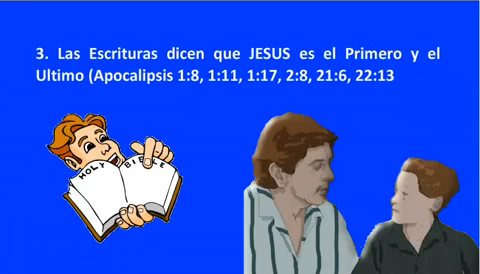 3. Las Escrituras dicen que JESUS es el Primero y el
Ultimo (Apocalipsis 1:8, 1:11, 1:17, 2:8, 21:6, 22:13
HOLY BIBLE